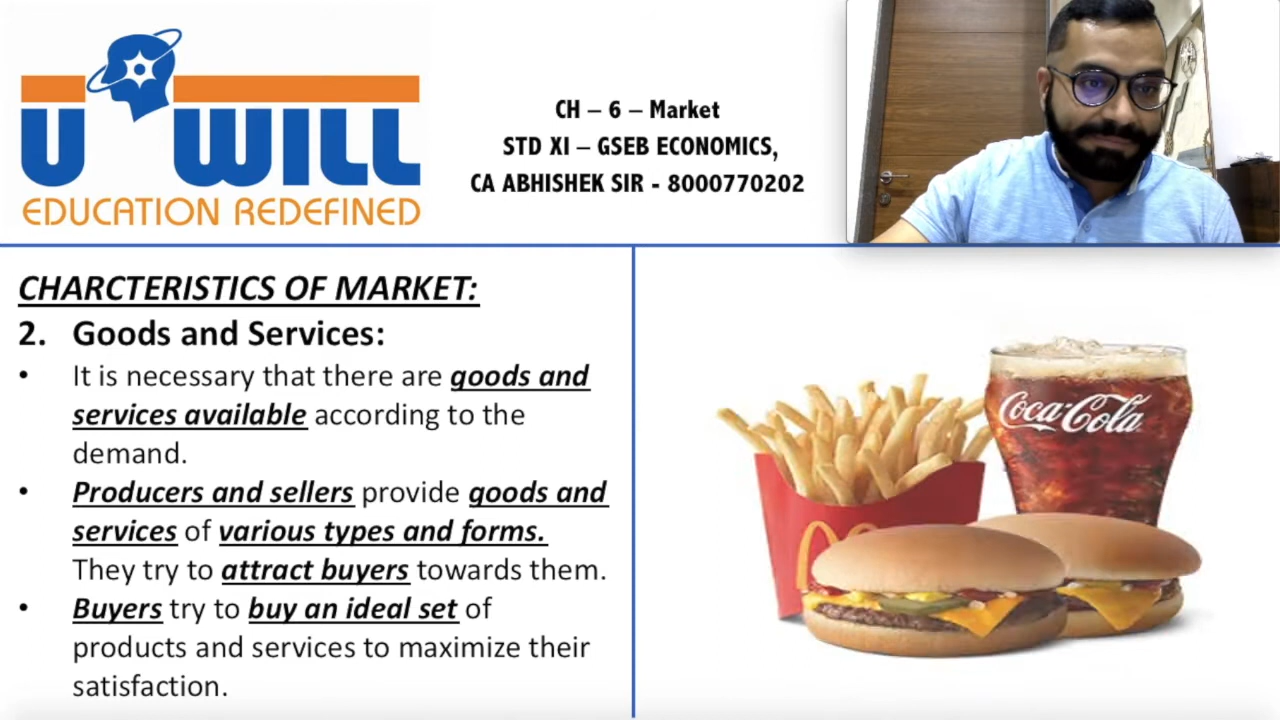 U WILL
EDUCATION REDEFINED
CH – 6 – Market
STD XI – GSEB ECONOMICS,
CA ABHISHEK SIR - 8000770202
CHARCTERISTICS OF MARKET:
2. Goods and Services:
• It is necessary that there are goods and
services available according to the
demand.
• Producers and sellers provide goods and
services of various types and forms.
They try to attract buyers towards them.
• Buyers try to buy an ideal set of
products and services to maximize their
satisfaction.
Coca-Cola